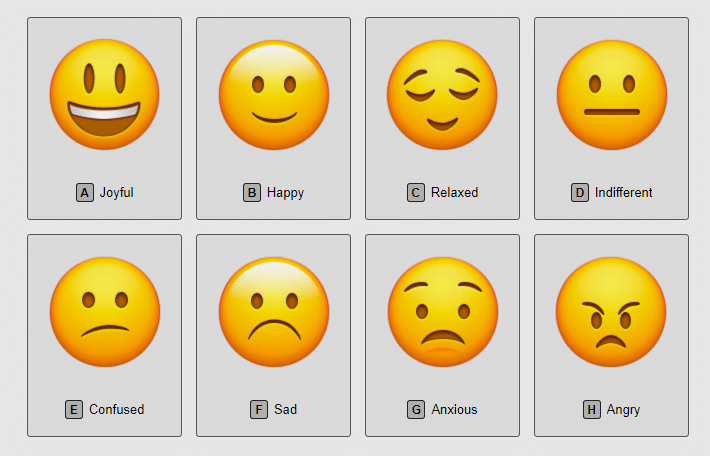 A Joyful
B Happy
C Relaxed
D Indifferent
E Confused
F Sad
G Anxious
H Angry